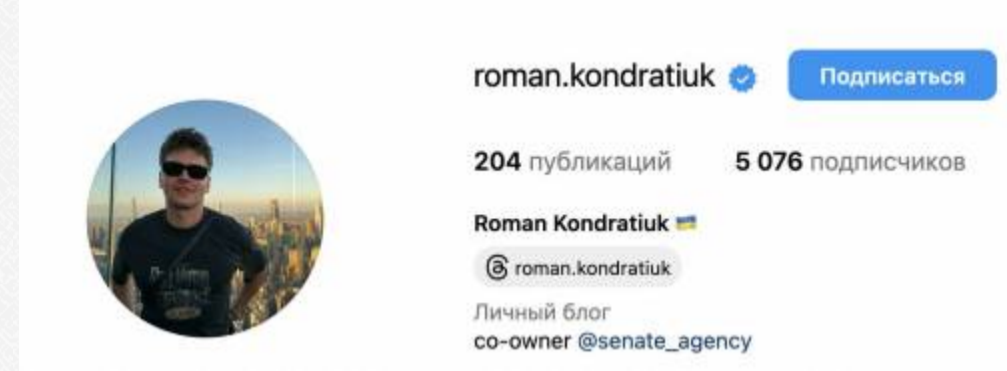 roman.kondratiuk Подписаться
204 публикаций 5 076 подписчиков
Roman Kondratiuk 🇺🇦
roman.kondratiuk
Личный блог
co-owner @senate_agency